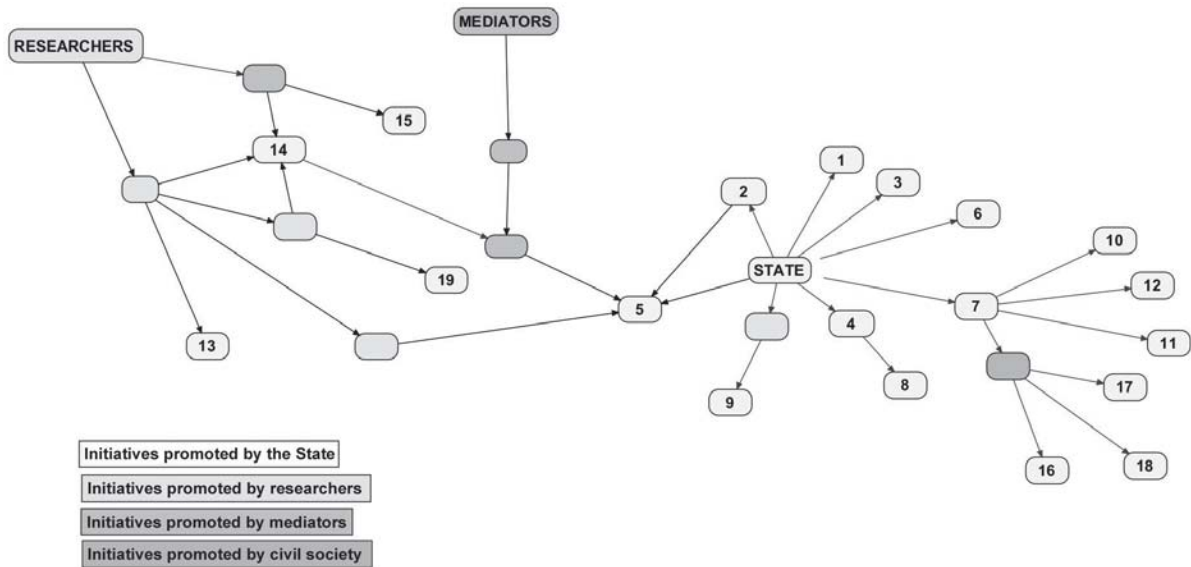 MEDIATORS
RESEARCHERS
15
14
1
3
2
6
10
STATE
19
12
7
5
4
13
11
8
17
9
16
18
Initiatives promoted by the State
Initiatives promoted by researchers
Initiatives promoted by mediators
Initiatives promoted by civil society